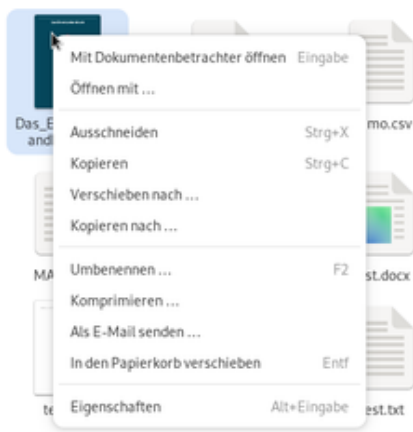 Mit Dokumentenbetrachter öffnen Eingabe
Öffnen mit ...
Das_E
mo.csv
and
Ausschneiden Strg+X
Kopieren Strg+C
Verschieben nach ...
Kopieren nach ...
Umbenennen ... F2
MA
st.docx
Komprimieren ...
Als E-Mail senden ...
In den Papierkorb verschieben Entf
Eigenschaften Alt+Eingabe
te
est.txt